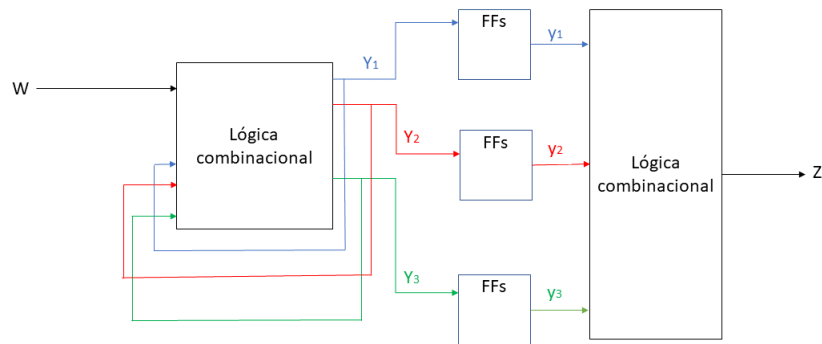 FFs
y1
Y1
W
Lógica
combinacional
Y2
FFs
y2
Lógica
combinacional
Z
Y3
FFs
y3